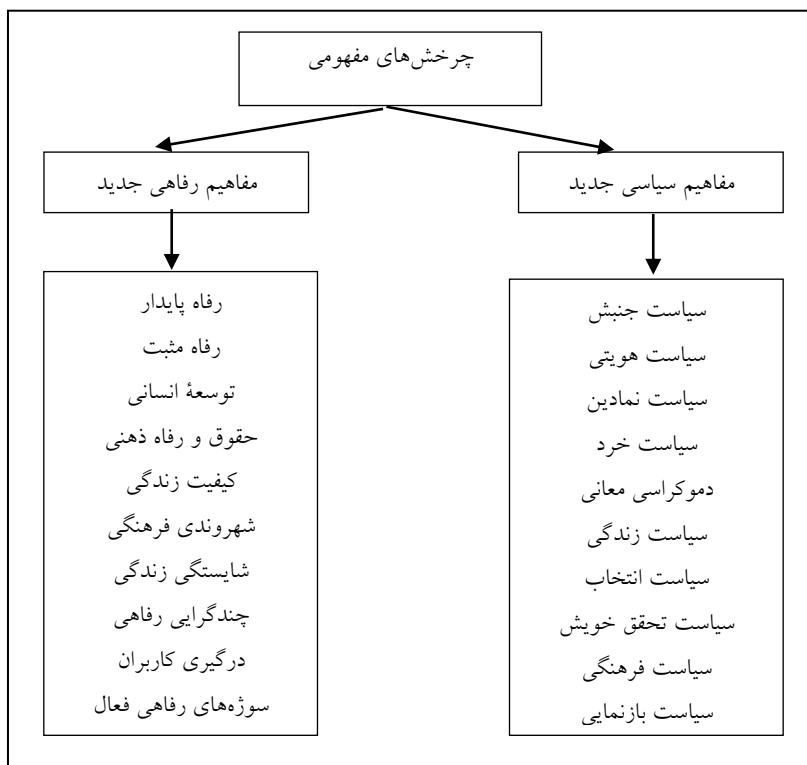 چرخش‌های مفهومی
مفاهیم سیاسی جدید
مفاهیم رفاهی جدید
سیاست جنبش
سیاست هویتی
سیاست نمادین
سیاست خرد
دموکراسی معانی
سیاست زندگی
سیاست انتخاب
سیاست تحقق خویش
سیاست فرهنگی
سیاست بازنمایی
رفاه پایدار
رفاه مثبت
توسعهٔ انسانی
حقوق و رفاه ذهنی
کیفیت زندگی
شهروندی فرهنگی
شایستگی زندگی
چندگرایی رفاهی
درگیری کاربران
سوژه‌های رفاهی فعال